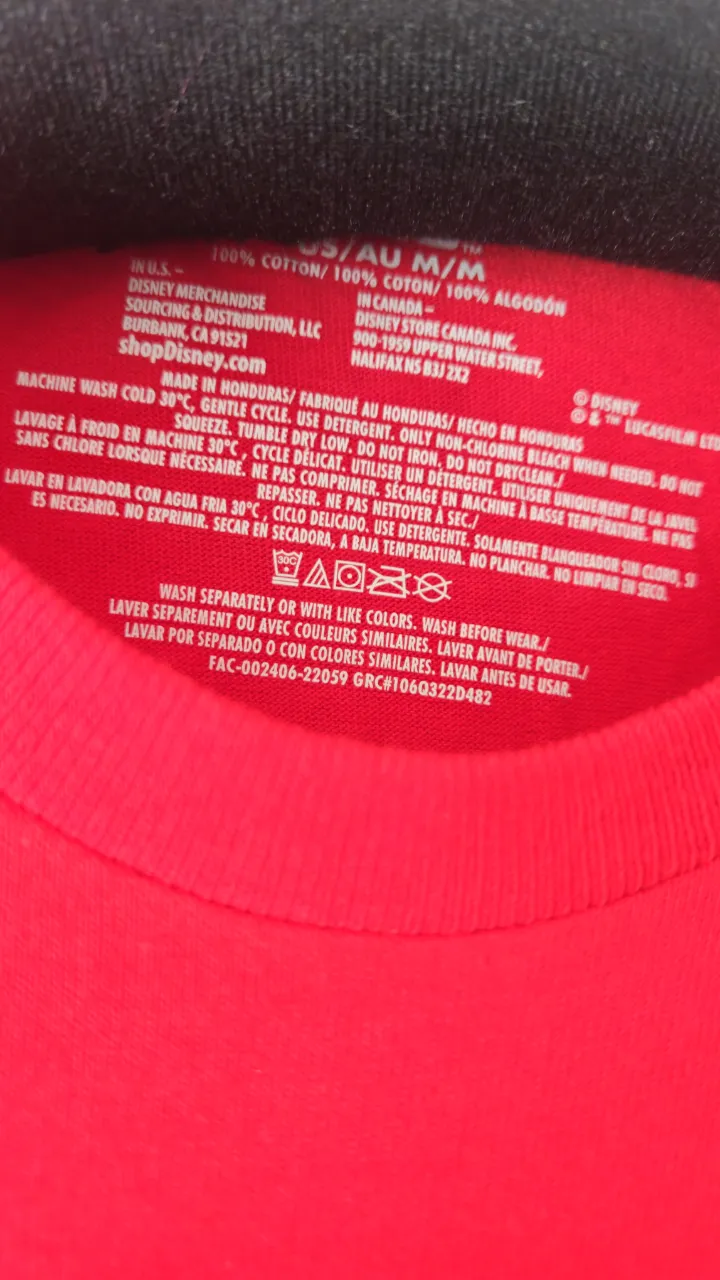 US/AU M/M
100% COTTON/ 100% COTON/ 100% ALGODÓN
IN U.S. –
DISNEY MERCHANDISE
SOURCING & DISTRIBUTION, LLC
BURBANK, CA 91521
shopDisney.com
IN CANADA –
DISNEY STORE CANADA INC.
900-1959 UPPER WATER STREET,
HALIFAX NS B3J 2X2
© DISNEY
© & ™ LUCASFILM
MADE IN HONDURAS/ FABRIQUÉ AU HONDURAS/ HECHO EN HONDURAS
MACHINE WASH COLD 30°C, GENTLE CYCLE. USE DETERGENT. ONLY NON-CHLORINE BLEACH WHEN NEEDED. DO NOT
SQUEEZE. TUMBLE DRY LOW. DO NOT IRON. DO NOT DRYCLEAN./
LAVAGE À FROID EN MACHINE 30°C , CYCLE DÉLICAT. UTILISER UN DÉTERGENT. UTILISER UNIQUEMENT DE LA JAVEL
SANS CHLORE LORSQUE NÉCESSAIRE. NE PAS COMPRIMER. SÉCHAGE EN MACHINE À BASSE TEMPÉRATURE. NE PAS
REPASSER. NE PAS NETTOYER À SEC./
LAVAR EN LAVADORA CON AGUA FRIA 30°C , CICLO DELICADO. USE DETERGENTE. SOLAMENTE BLANQUEADOR SIN CLORO, SI
ES NECESARIO. NO EXPRIMIR. SECAR EN SECADORA, A BAJA TEMPERATURA. NO PLANCHAR. NO LIMPIAR EN SECO.
30C
WASH SEPARATELY OR WITH LIKE COLORS. WASH BEFORE WEAR./
LAVER SEPAREMENT OU AVEC COULEURS SIMILAIRES. LAVER AVANT DE PORTER./
LAVAR POR SEPARADO O CON COLORES SIMILARES. LAVAR ANTES DE USAR.
FAC-002406-22059 GRC#106Q322D482